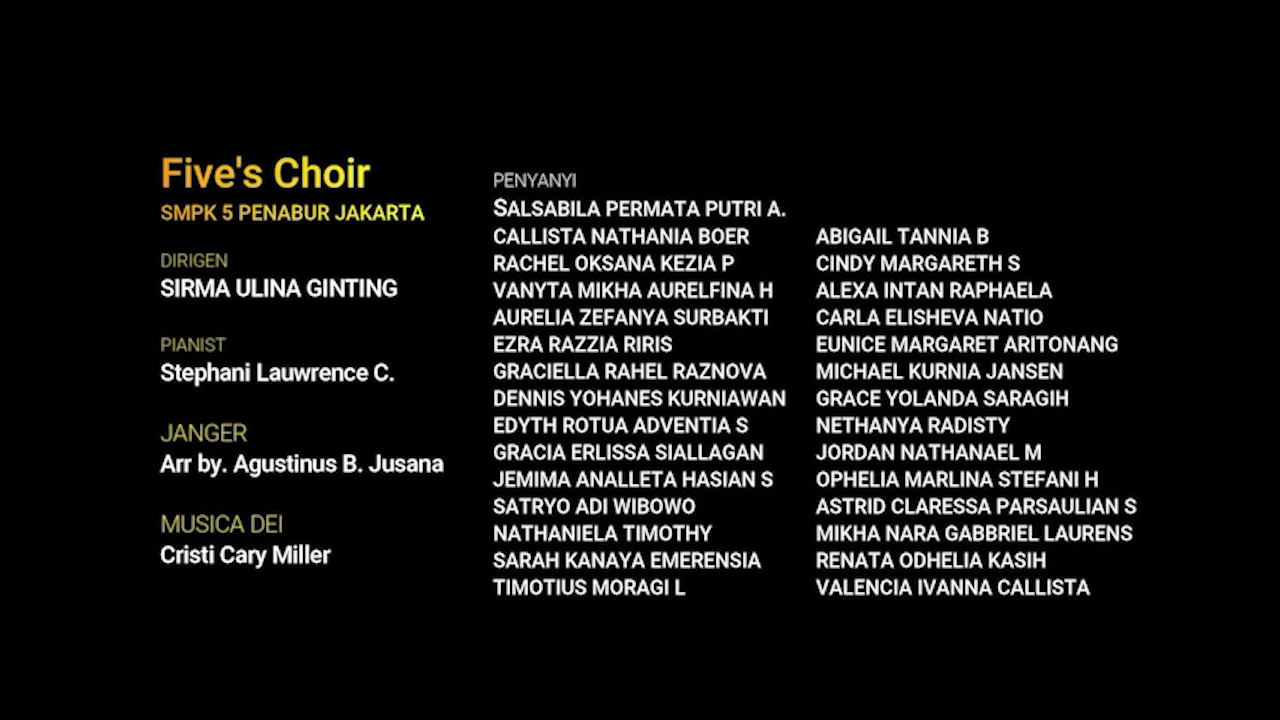 Five's Choir
SMPK 5 PENABUR JAKARTA
DIRIGEN
SIRMA ULINA GINTING
PIANIST
Stephani Lauwrence C.
JANGER
Arr by. Agustinus B. Jusana
MUSICA DEI
Cristi Cary Miller
PENYANYI
SALSABILA PERMATA PUTRI A.
CALLISTA NATHANIA BOER
RACHEL OKSANA KEZIA P
VANYTA MIKHA AURELFINA H
AURELIA ZEFANYA SURBAKTI
EZRA RAZZIA RIRIS
GRACIELLA RAHEL RAZNOVA
DENNIS YOHANES KURNIAWAN
EDYTH ROTUA ADVENTIA S
GRACIA ERLISSA SIALLAGAN
JEMIMA ANALLETA HASIAN S
SATRYO ADI WIBOWO
NATHANIELA TIMOTHY
SARAH KANAYA EMERENSIA
TIMOTIUS MORAGI L
ABIGAIL TANNIA B
CINDY MARGARETH S
ALEXA INTAN RAPHAELA
CARLA ELISHEVA NATIO
EUNICE MARGARET ARITONANG
MICHAEL KURNIA JANSEN
GRACE YOLANDA SARAGIH
NETHANYA RADISTY
JORDAN NATHANAEL M
OPHELIA MARLINA STEFANI H
ASTRID CLARESSA PARSAULIAN S
MIKHA NARA GABBRIEL LAURENS
RENATA ODHELIA KASIH
VALENCIA IVANNA CALLISTA